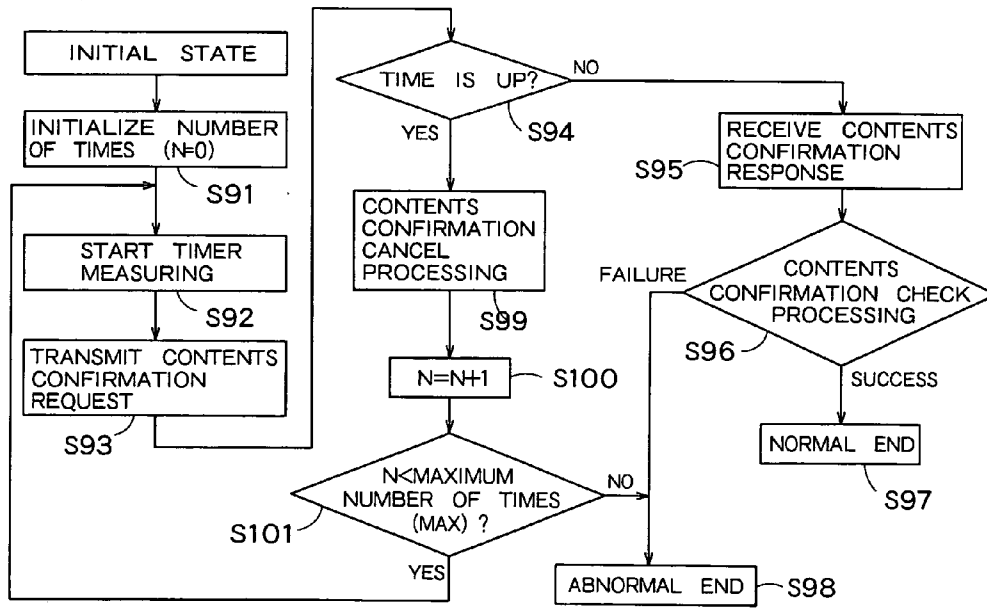 INITIAL STATE
INITIALIZE NUMBER
OF TIMES (N=0)
S91
START TIMER
MEASURING
S92
TRANSMIT CONTENTS
CONFIRMATION
REQUEST
S93
TIME IS UP?
NO
YES
S94
CONTENTS
CONFIRMATION
CANCEL
PROCESSING
S99
N=N+1
S100
N<MAXIMUM
NUMBER OF TIMES
(MAX) ?
NO
S101
YES
RECEIVE CONTENTS
CONFIRMATION
RESPONSE
S95
FAILURE
CONTENTS
CONFIRMATION CHECK
PROCESSING
S96
SUCCESS
NORMAL END
S97
ABNORMAL END
S98